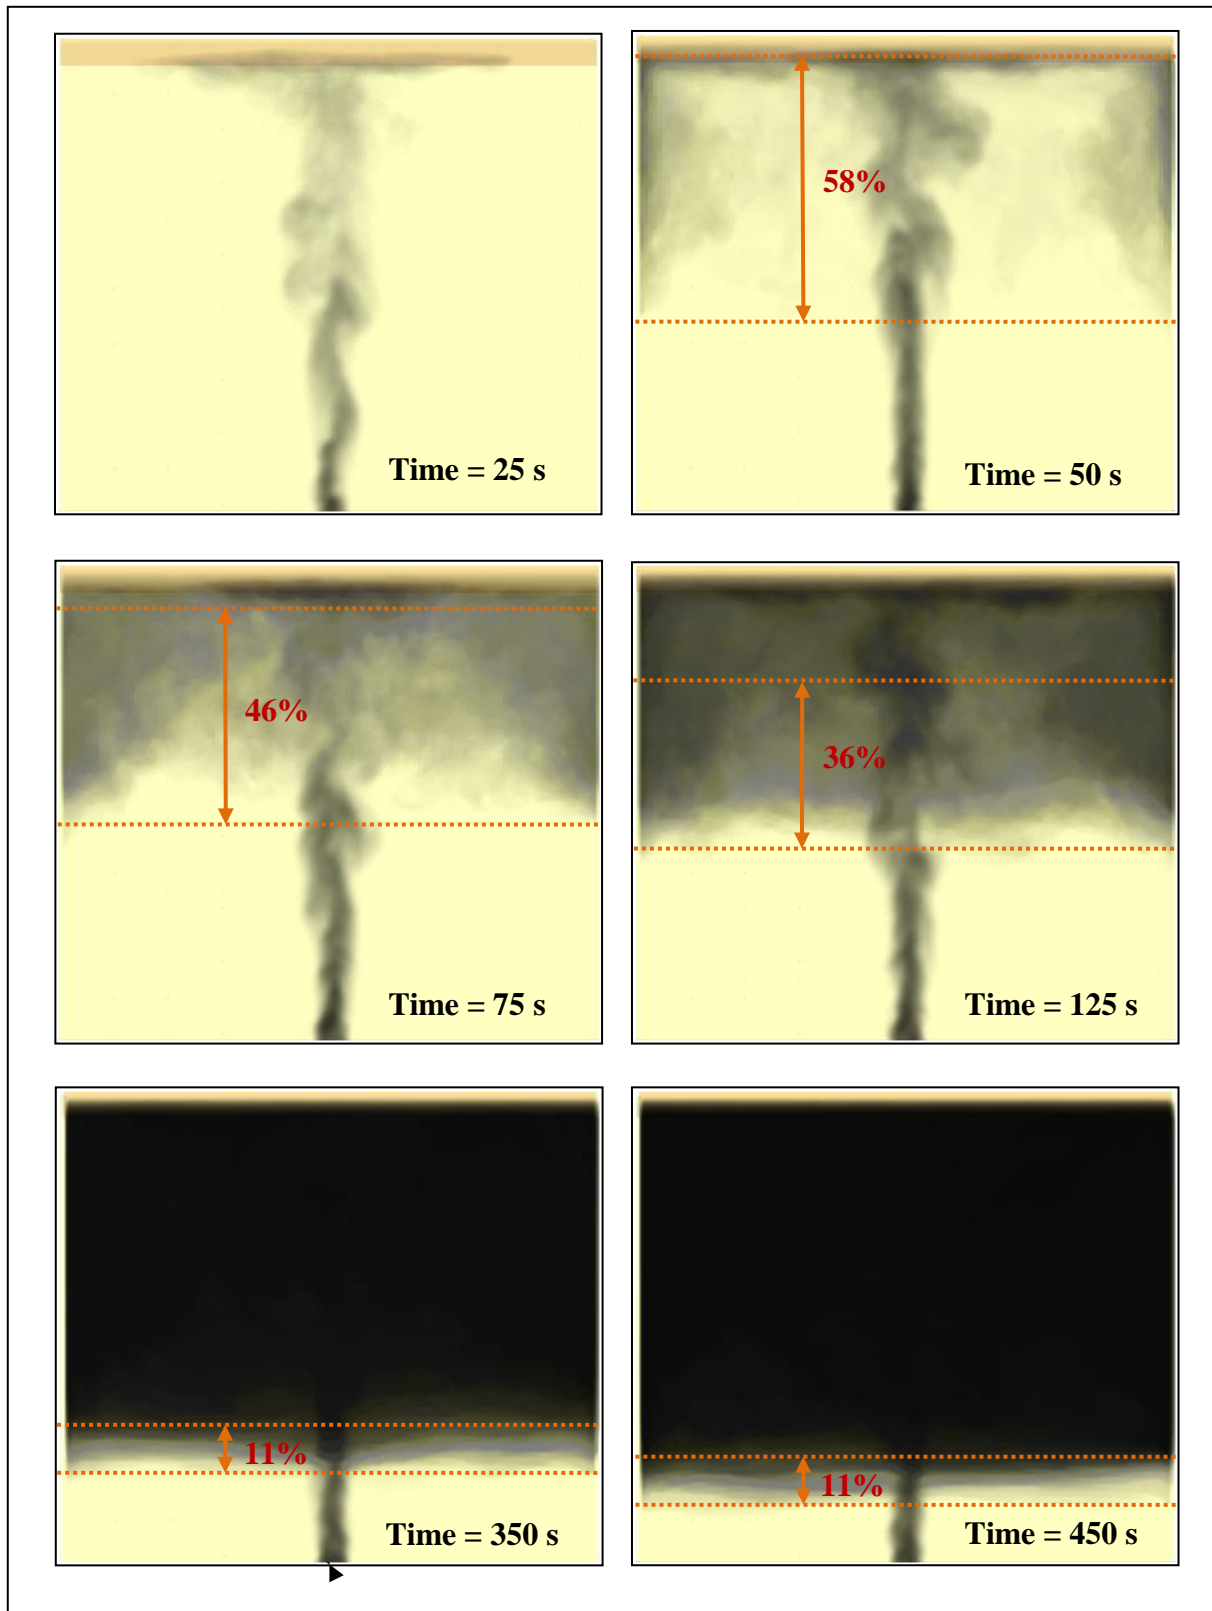 Time = 25 s
58%
Time = 50 s
46%
Time = 75 s
36%
Time = 125 s
11%
Time = 350 s
11%
Time = 450 s